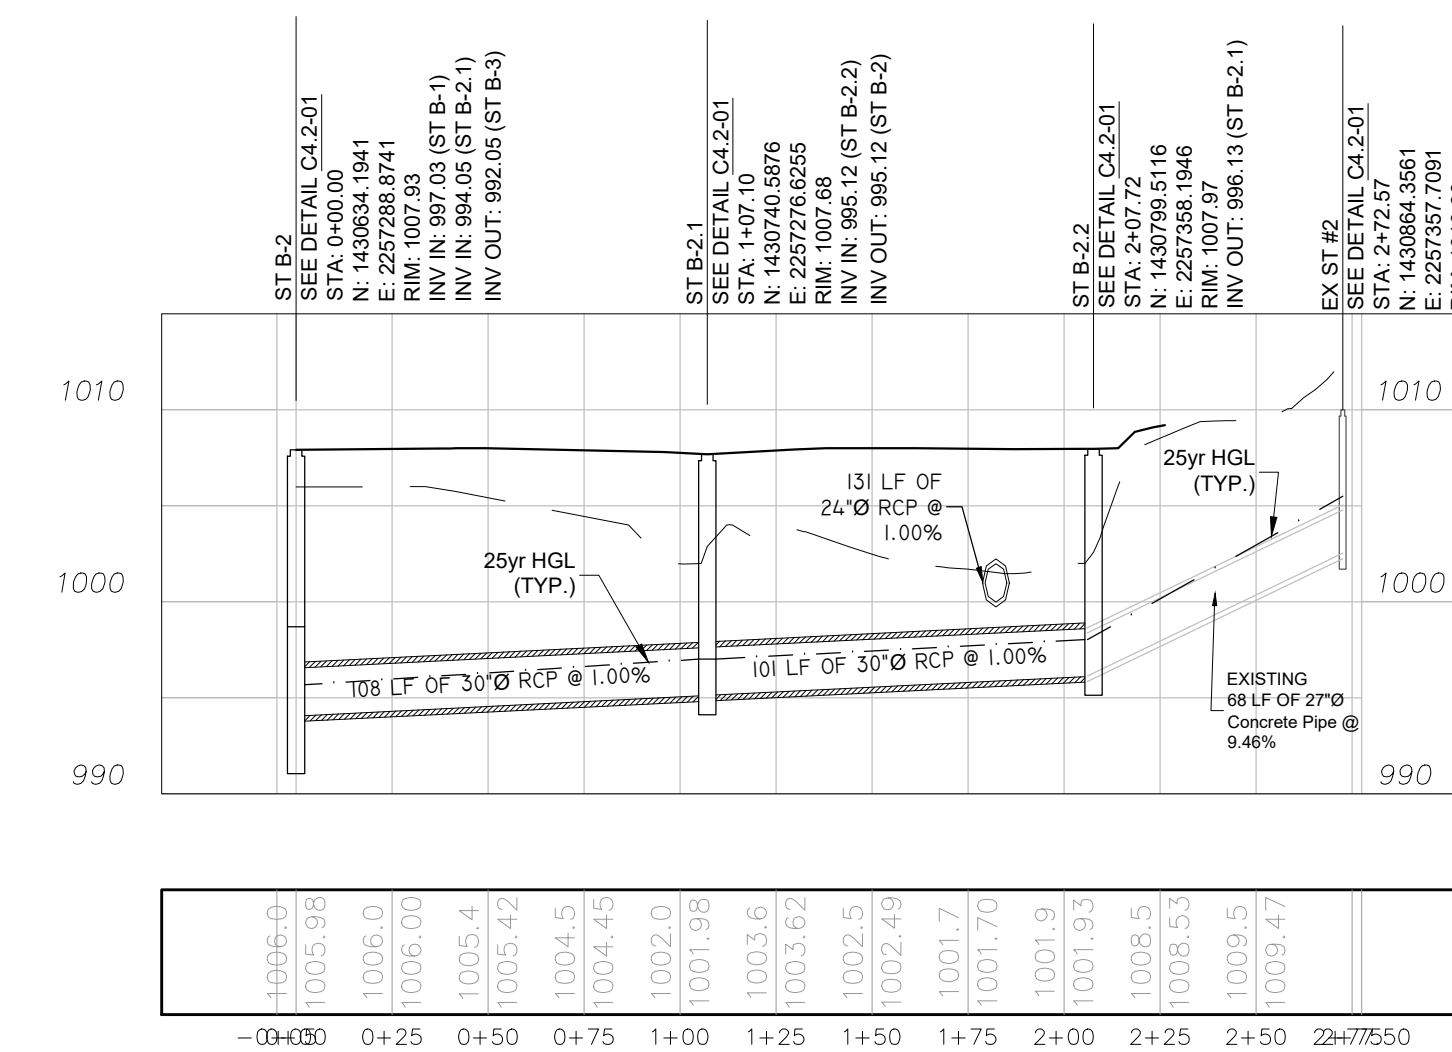 ST B-2
SEE DETAIL C4.2-01
STA: 0+00.00
N: 1430634.1941
E: 2257288.8741
RIM: 1007.93
INV IN: 997.03 (ST B-1)
INV IN: 994.05 (ST B-2.1)
INV OUT: 992.05 (ST B-3)
ST B-2.1
SEE DETAIL C4.2-01
STA: 1+07.10
N: 1430740.5876
E: 2257276.6255
RIM: 1007.68
INV IN: 995.12 (ST B-2.2)
INV OUT: 995.12 (ST B-2)
ST B-2.2
SEE DETAIL C4.2-01
STA: 2+07.72
N: 1430799.5116
E: 2257358.1946
RIM: 1007.97
INV OUT: 996.13 (ST B-2.1)
EX ST #2
SEE DETAIL C4.2-01
STA: 2+72.57
N: 1430864.3561
E: 2257357.7091
1010
1010
1000
1000
990
990
131 LF OF
24"Ø RCP @
1.00%
25yr HGL
(TYP.)
25yr HGL
(TYP.)
108 LF OF 30"Ø RCP @ 1.00%
101 LF OF 30"Ø RCP @ 1.00%
EXISTING
68 LF OF 27"Ø
Concrete Pipe @
9.46%
1006.0
1005.98
1006.0
1006.00
1005.4
1005.42
1004.5
1004.45
1002.0
1001.98
1003.6
1003.62
1002.5
1002.49
1001.7
1001.70
1001.9
1001.93
1008.5
1008.53
1009.5
1009.47
0+25
0+50
0+75
1+00
1+25
1+50
1+75
2+00
2+25
2+50